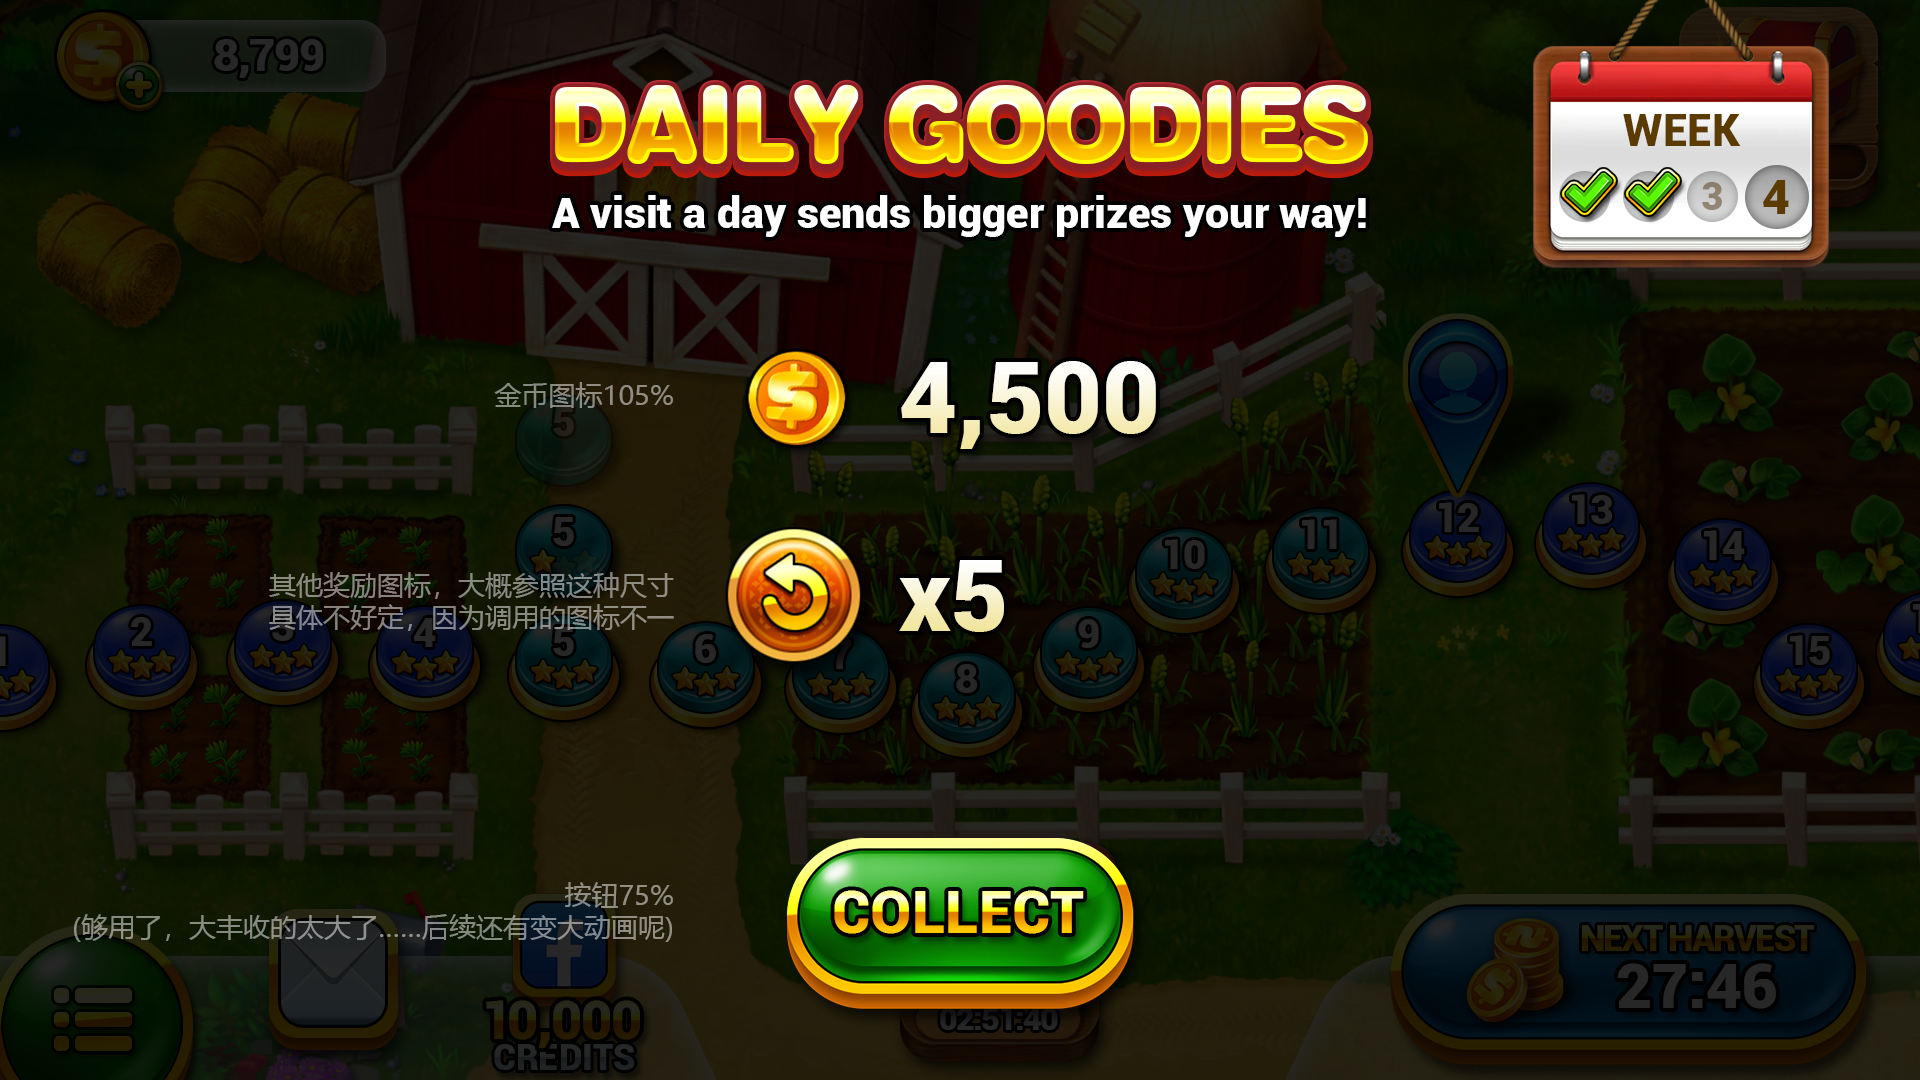 8,799
DAILY GOODIES
A visit a day sends bigger prizes your way!
WEEK
3 4
金币图标105%
4,500
5
5
其他奖励图标，大概参照这种尺寸
具体不好定，因为调用的图标不一
x5
1
2
3
4
5
6
7
8
9
10
11
12
13
14
15
按钮75%
(够用了，大丰收的太大了……后续还有变大动画呢)
COLLECT
10,000
CREDITS
02:51:40
NEXT HARVEST
27:46